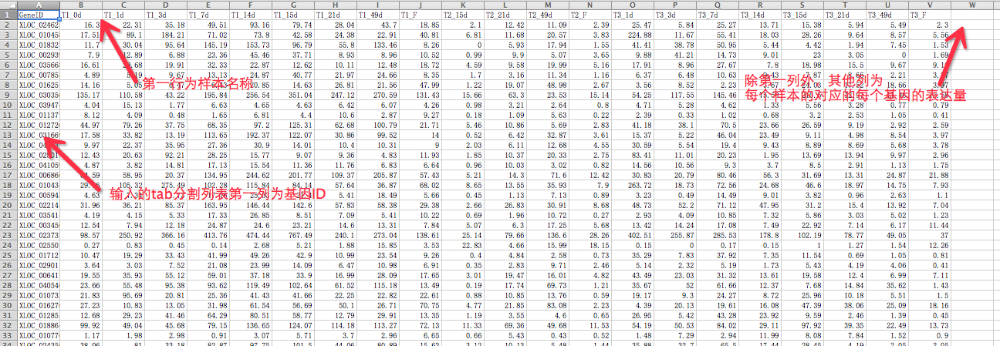 A B C D E F G H I J K L M N O P Q R S T U V W
1 GeneID T1_0d T1_1d T1_3d T1_7d T1_14d T1_15d T1_21d T1_49d T1_F T2_15d T2_21d T2_49d T2_F T3_1d T3_3d T3_7d T3_14d T3_15d T3_21d T3_49d T3_F
2 XLOC_02462 16.3 22.31 35.18 49.51 93.16 79.74 28.04 43.7 18.85 2.1 12.42 11.09 2.39 25.47 5.84 25.27 13.71 15.38 5.94 5.49 2.3
3 XLOC_01045 17.51 89.1 184.21 71.02 73.8 42.58 24.38 22.91 40.81 6.81 11.68 20.57 3.83 224.88 11.67 55.41 18.03 28.26 9.64 8.57 5.56
4 XLOC_01832 11.7 30.04 95.64 145.19 153.73 96.79 55.8 133.46 8.26 0 5.93 17.94 1.55 41.41 38.78 50.95 5.44 4.42 1.94 7.45 1.53
5 XLOC_00293 7.9 12.89 6.88 23.36 45.46 37.71 8.93 8.96 10.52 0.99 9.9 5.07 3.65 9.88 41.21 14.73 9.01 23 3.05 0 1.69
6 XLOC_03566 16.61 19.91 32.33 22.87 12.62 10.11 12.48 18.72 4.59 9.58 19.99 5.16 17.91 8.96 27.67 7.8 18.98 15.5 9.67
7 XLOC_00785 4.89 9.67 13.13 24.87 40.77 21.97 24.66 8.35 1.7 3.16 11.34 1.16 6.37 6.48 10.63 8.66 2.21
8 XLOC_01625 14.16 5.05 20.85 14.63 26.81 21.56 47.99 1.22 19.07 48.98 2.67 3.56 8.52 2.23 18.66
9 XLOC_03035 135.17 110.58 43.22 256.54 351.04 247.12 270.59 131.43 15.66 63.3 23.53 15.14 54.25 117.55 145.46
第一行为样本名称
除第一列外，其他列为
每个样本的对应的每个基因的表达量
10 XLOC_03947 4.04 15.13 1.77 6.63 4.65 4.63 6.42 6.07 4.26 0.98 3.21 2.64 0.8 4.71 5.28 4.62 1.33 5.56 3.28 0.77 0.79
11 XLOC_01137 8.12 4.09 0.48 1.65 6.81 4.4 10.6 2.87 9.27 0.18 1.09 5.63 0.22 2.39 0.33 1.02 0.68 3.2 2.53 1.05 0.41
12 XLOC_01272 44.97 79.26 37.75 68.35 97.2 125.31 62.68 100.79 21.71 5.46 10.86 5.69 2.83 41.18 38.1 70.5 23.66 26.59 9.19 2.92 2.59
13 XLOC_03166 17.58 33.82 13.19 113.65 192.37 122.07 30.86 99.52 14 0.52 6.42 32.87 3.61 15.37 5.22 46.04 23.49 9.11 4.98 8.54 3.97
14 9.97 22.37 35.95 27.36 30.9 14.01 10.4 10.31 9 2.03 6.11 12.68 4.55 30.59 5.54 19.4 9.43 8.89 8.69 5.68 3.78
15 12.43 20.63 92.21 28.25 15.77 9.07 9.36 4.83 11.93 1.85 10.37 20.33 2.75 83.41 11.01 20.23 1.95 13.69 13.94 9.97 2.96
16 XLOC_04105 4.87 3.82 14.81 17.13 15.54 11.36 11.76 6.83 6.64 0.96 10.03 3.02 0.82 14.56 10.56 9.3 3.7 8.5 2.91 1.13 1.75
17 XLOC_00686 58.95 20.37 134.95 244.62 201.77 109.37 205.87 57.43 5.21 14.3 71.6 12.42 30.83 20.79 80.46 56.3 31.69 13.31 24.87 21.88
18 XLOC_01043 105.32 275.49 102.28 115.84 84.14 57.64 36.87 68.02 8.65 13.55 35.93 7.9 263.72 18.73 72.56 24.68 46.6 18.97 14.75 7.93
输入的tab分割列表第一列为基因ID
19 XLOC_00594 4.63 5.41 18.49 5.66 0.45 1.13 7.13 0.89 3.23 0.49 14.49 9.01 3.82 0.96 2.63 1.1
20 XLOC_02214 31.96 36.21 85.37 163.95 146.44 142.6 57.83 58.38 29.38 2.66 26.83 30.91 8.68 48.73 52.2 71.12 47.95 31.2 15.4 13.92 7.04
21 XLOC_03541 4.19 4.15 5.33 17.33 26.85 8.51 7.09 5.41 10.22 0.69 1.96 10.72 0.27 2.93 4.09 10.85 7.32 5.86 3.03 5.02 1.23
22 XLOC_00345 12.54 7.94 12.18 24.87 24.6 23.21 14.6 13.31 7.84 5.07 6.3 17.25 5.68 13.42 14.24 17.08 7.49 22.92 7.14 6.17 11.44
23 XLOC_02373 98.57 250.92 366.16 413.76 474.44 767.49 240.1 273.04 138.61 25.14 79.66 136.6 28.26 402.51 255.87 285.53 178.8 102.19 78.77 49.05 37
24 XLOC_02550 0.27 0.83 0.45 0.14 2.68 5.21 1.88 15.85 3.53 22.83 4.66 15.99 18.15 0.15 0 0.17 0.15 1 1.27 1.54 12.26
25 XLOC_01712 10.47 19.29 33.43 41.99 49.26 42.9 10.99 23.54 9.26 0.4 4.84 2.58 0.73 35.29 7.83 37.92 7.35 11.54 0.69 1.05 0.81
26 XLOC_02901 3.64 3.03 7.52 21.08 23.99 14.09 6.47 10.98 6.91 0.35 2.83 9.71 2.46 5.14 2.32 5.19 1.73 5.43 4.19 4.06 0.41
27 XLOC_00641 19.55 35.93 55.12 59.01 37.18 33.9 16.99 28.09 17.65 3.01 19.47 16.01 4.82 43.49 23.03 31.32 13.61 19.58 12.4 6.99 7.11
28 XLOC_04054 23.66 55.48 95.38 93.62 119.49 102.64 61.52 115.18 13.49 0.19 17.74 69.73 1.21 35.67 52 61.66 12.37 7.68 14.84 35.62 1.43
29 XLOC_01073 21.83 95.69 20.81 25.36 41.43 41.66 22.25 22.82 22.61 0.88 10.85 13.76 0.59 19.17 9.3 24.27 8.72 25.96 10.18 5.51 1.5
30 XLOC_01627 27.23 10.83 13.05 31.98 61.54 56.69 50.1 26.71 70.75 4.77 21.85 83.08 2.23 4.39 20.13 19.61 16.08 47.39 38.06 25.09 18.16
31 XLOC_01285 12.68 29.23 41.46 64.29 80.51 58.77 12.79 29.91 13.35 1.19 3.55 4.6 0.65 26.95 5.42 43.28 23.92 9.59 2.46 1.39 0.45
32 XLOC_01886 99.92 49.04 45.68 79.15 136.65 124.07 114.18 113.27 72.13 11.33 69.36 49.68 11.53 54.19 50.53 84.02 29.11 97.92 39.35 22.49 13.73
33 XLOC_01077 1.17 1.98 2.98 0.91 3.07 5.71 3.7 2.96 6.65 0.66 5.43 0.43 0.52 1.48 7.29 2.94 11.99 8.08 7.84 1.52 0.9